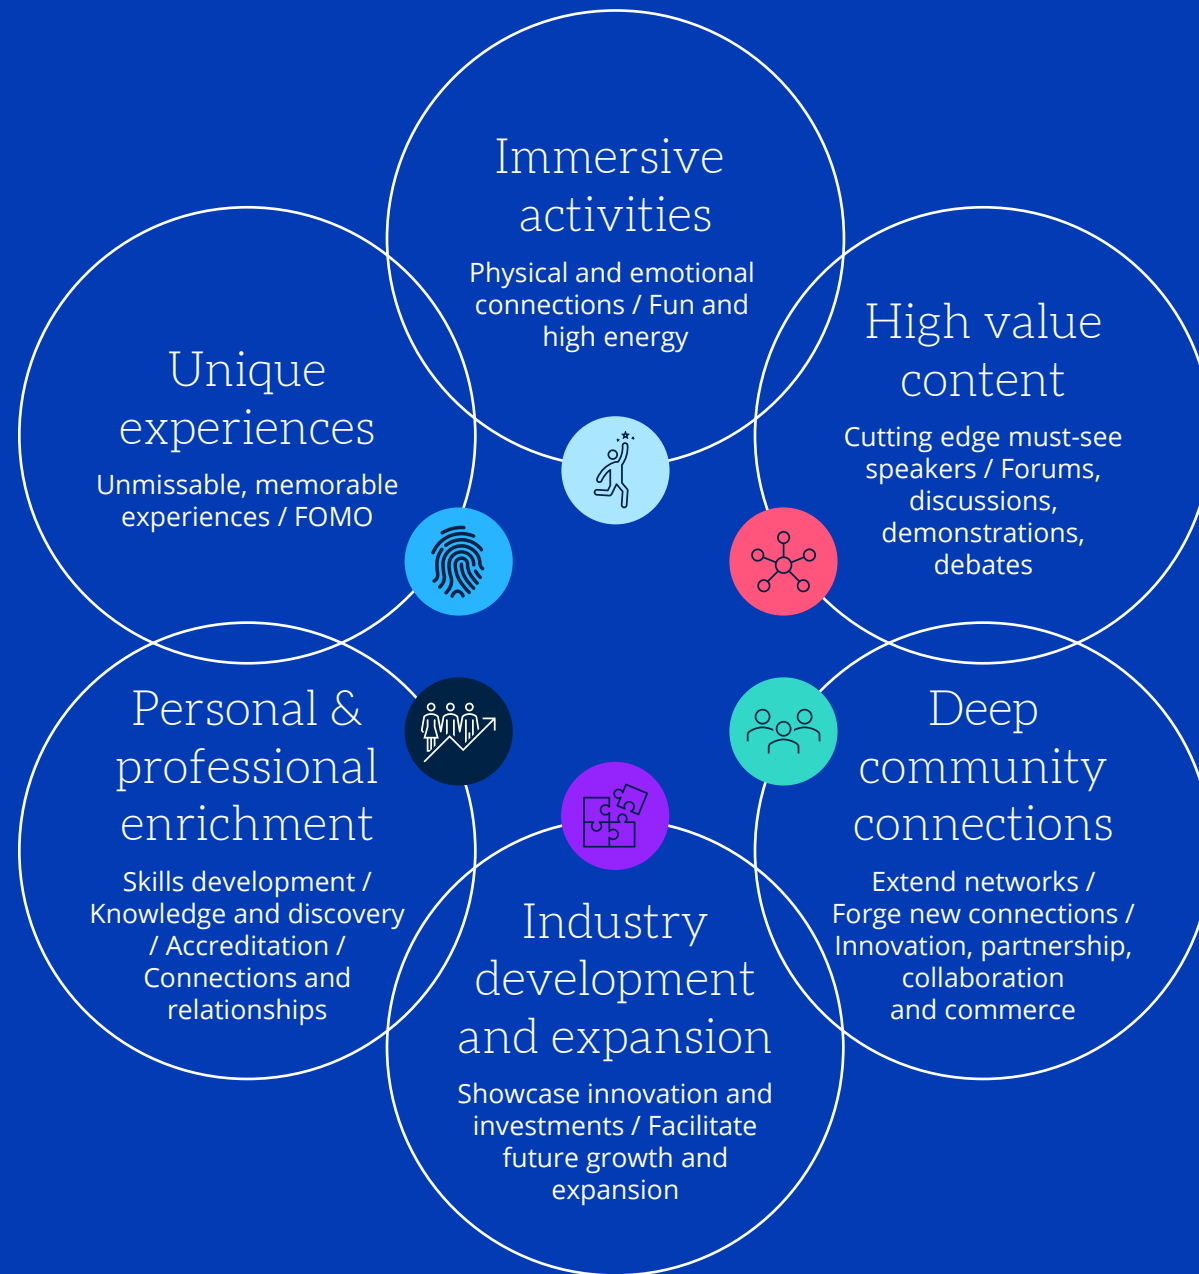 Immersive
activities
Physical and emotional
connections / Fun and
high energy
High value
content
Cutting edge must-see
speakers / Forums,
discussions,
demonstrations,
debates
Unique
experiences
Unmissable, memorable
experiences / FOMO
Personal &
professional
enrichment
Skills development /
Knowledge and discovery
/ Accreditation /
Connections and
relationships
Deep
community
connections
Extend networks /
Forge new connections /
Innovation, partnership,
collaboration
and commerce
Industry
development
and expansion
Showcase innovation and
investments / Facilitate
future growth and
expansion